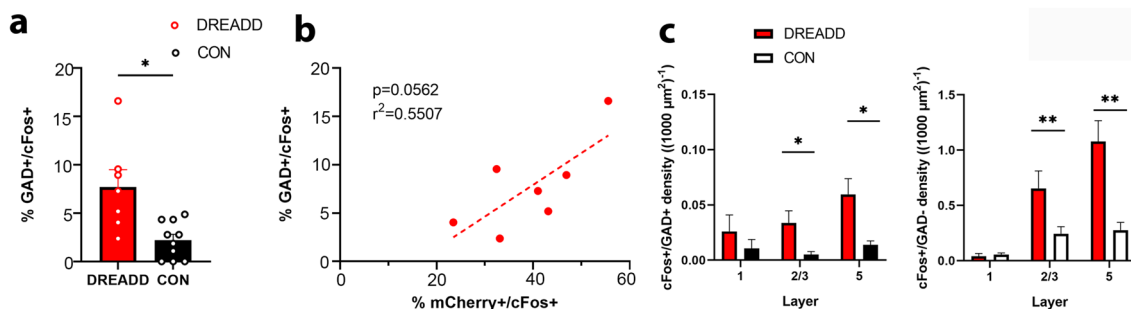 a
DREADD
CON
*
% GAD+/cFos+
20
15
10
5
0
DREADD CON
b
p=0.0562
r²=0.5507
% GAD+/cFos+
20
15
10
5
0
0 20 40 60
% mCherry+/cFos+
c
DREADD
CON
cFos+/GAD+ density ((1000 µm²)⁻¹)
0.15
0.10
0.05
0.00
*
*
1 2/3 5
Layer
cFos+/GAD- density ((1000 µm²)⁻¹)
1.5
1.0
0.5
0.0
**
**
1 2/3 5
Layer